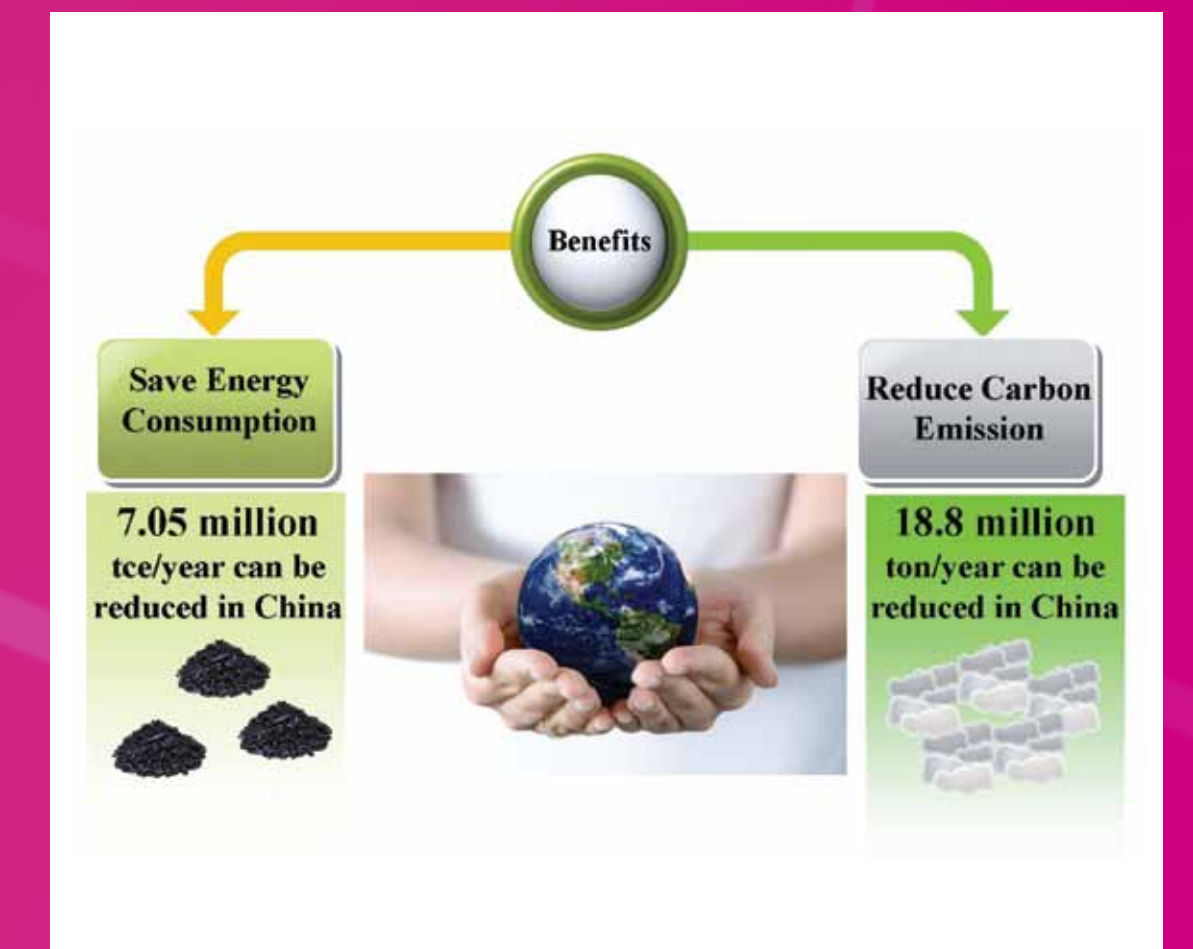 Benefits
Save Energy
Consumption
7.05 million
tce/year can be
reduced in China
Reduce Carbon
Emission
18.8 million
ton/year can be
reduced in China